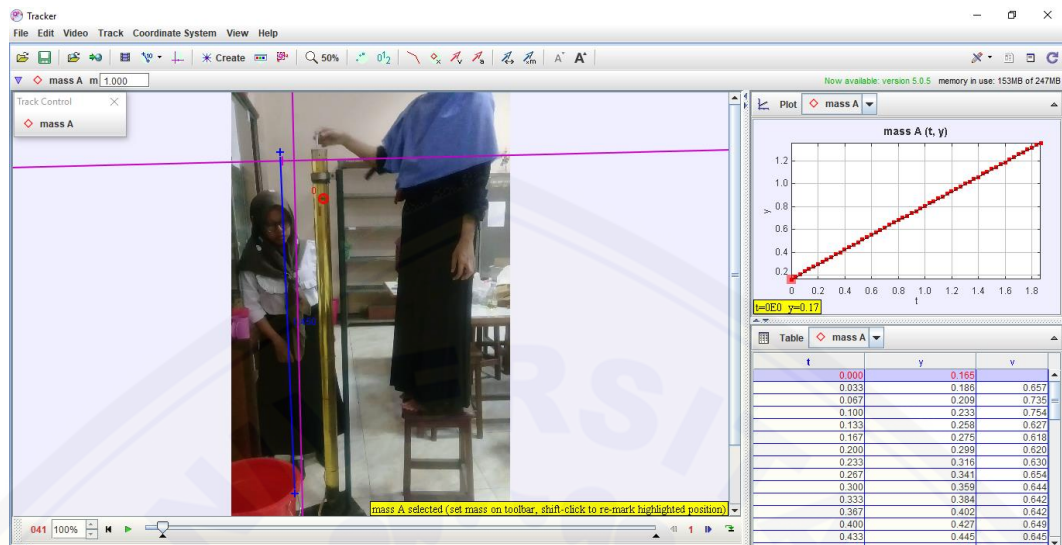 Tracker
File Edit Video Track Coordinate System View Help
Create 50%
mass A m 1.000
Now available: version 5.0.5 memory in use: 153MB of 247MB
Track Control
mass A
0
mass A selected (set mass on toolbar, shift-click to re-mark highlighted position)
041 100% 1
Plot mass A
mass A (t, y)
1.2
1.0
0.8
0.6
0.4
0.2
y
0 0.2 0.4 0.6 0.8 1.0 1.2 1.4 1.6 1.8
t
t=0E0 y=0.17
Table mass A
t y v
0.000 0.165
0.033 0.186 0.657
0.067 0.209 0.735
0.100 0.233 0.754
0.133 0.258 0.627
0.167 0.275 0.618
0.200 0.299 0.620
0.233 0.316 0.630
0.267 0.341 0.654
0.300 0.359 0.644
0.333 0.384 0.642
0.367 0.402 0.642
0.400 0.427 0.649
0.433 0.445 0.645